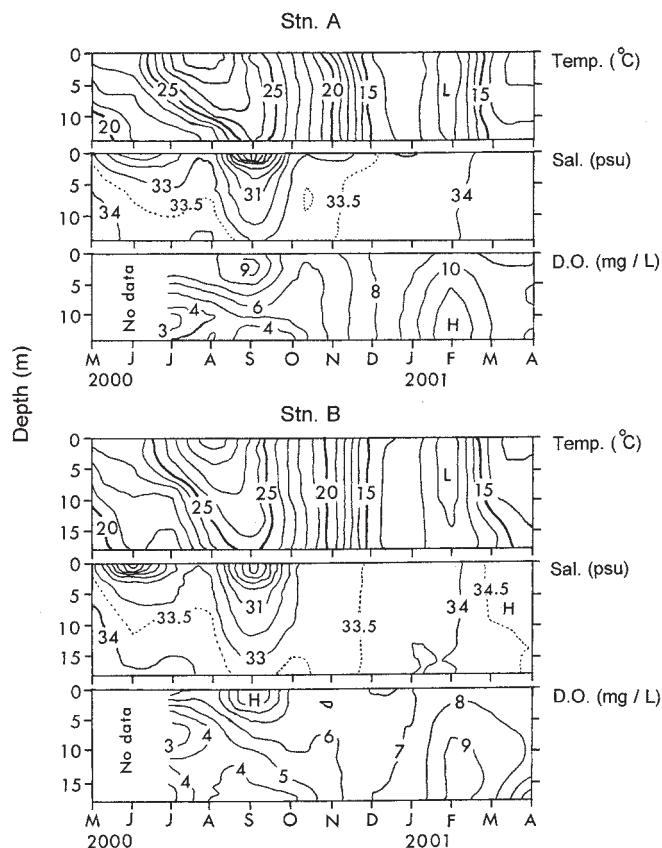 Stn. A
0 5 10
25 20 25 20 15 L 15
Temp. (°C)
0 5 10
34 33 33.5 31 33.5 34
Sal. (psu)
0 5 10
No data 3 4 9 6 4 8 10 H
D.O. (mg / L)
M J J A S O N D J F M A
2000 2001
Depth (m)
Stn. B
0 5 10 15
20 25 25 20 15 L 15
Temp. (°C)
0 5 10 15
34 33.5 31 33 33.5 34 34.5 H
Sal. (psu)
0 5 10 15
No data 3 4 4 H 4 5 6 7 8 9
D.O. (mg / L)
M J J A S O N D J F M A
2000 2001